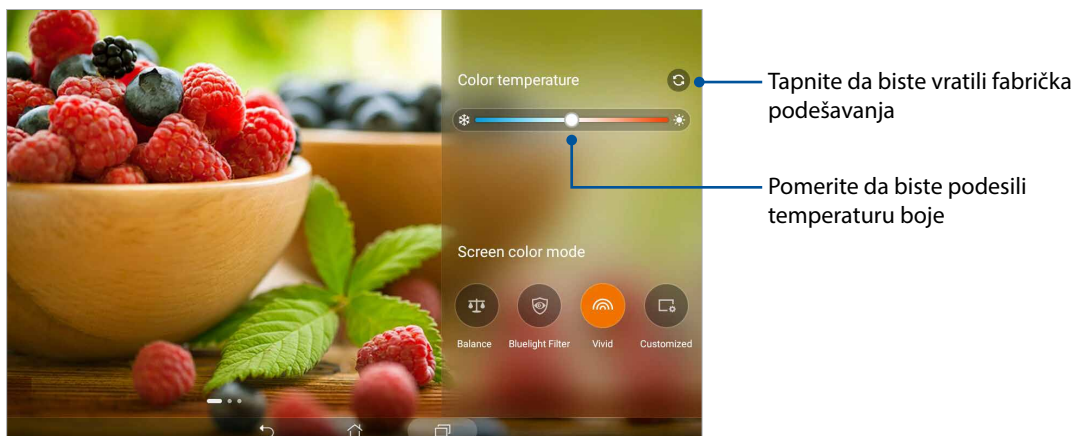 Color temperature
Tapnite da biste vratili fabrička
podešavanja
Pomerite da biste podesili
temperaturu boje
Screen color mode
Balance
Bluelight Filter
Vivid
Customized